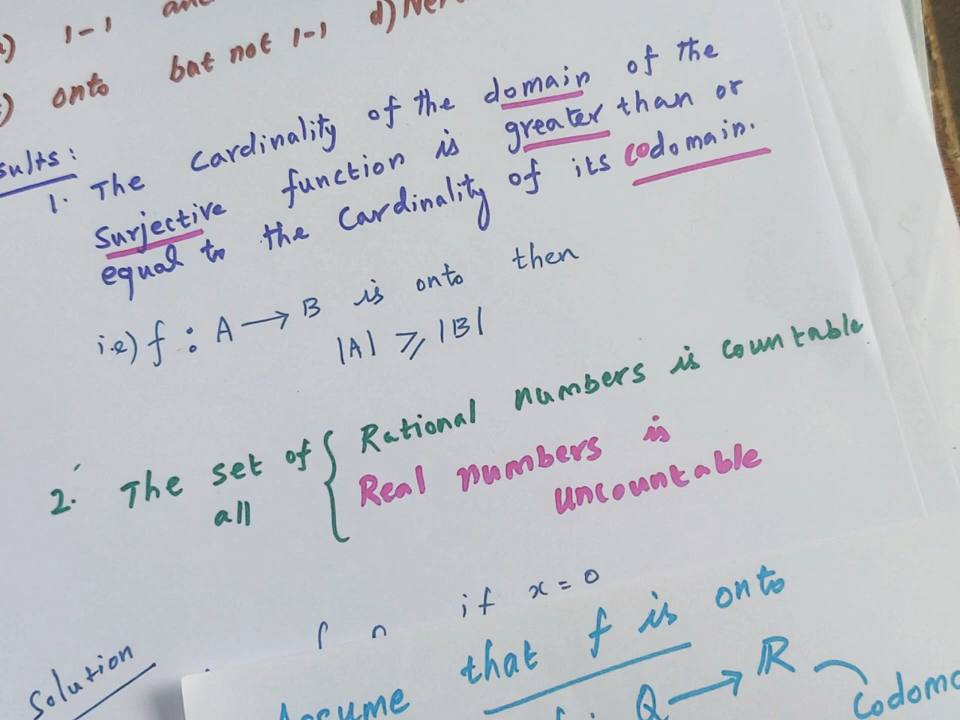 1-1
onto but not 1-1 d)
The cardinality of the domain of the
1. surjective function is greater than or
equal to the cardinality of its codomain.
i.e) f : A → B is onto then
|A| ⩾ |B|
2. The set of all { Rational numbers is countable
Real numbers is
uncountable
Solution
if x = 0
that f is onto
Q → R